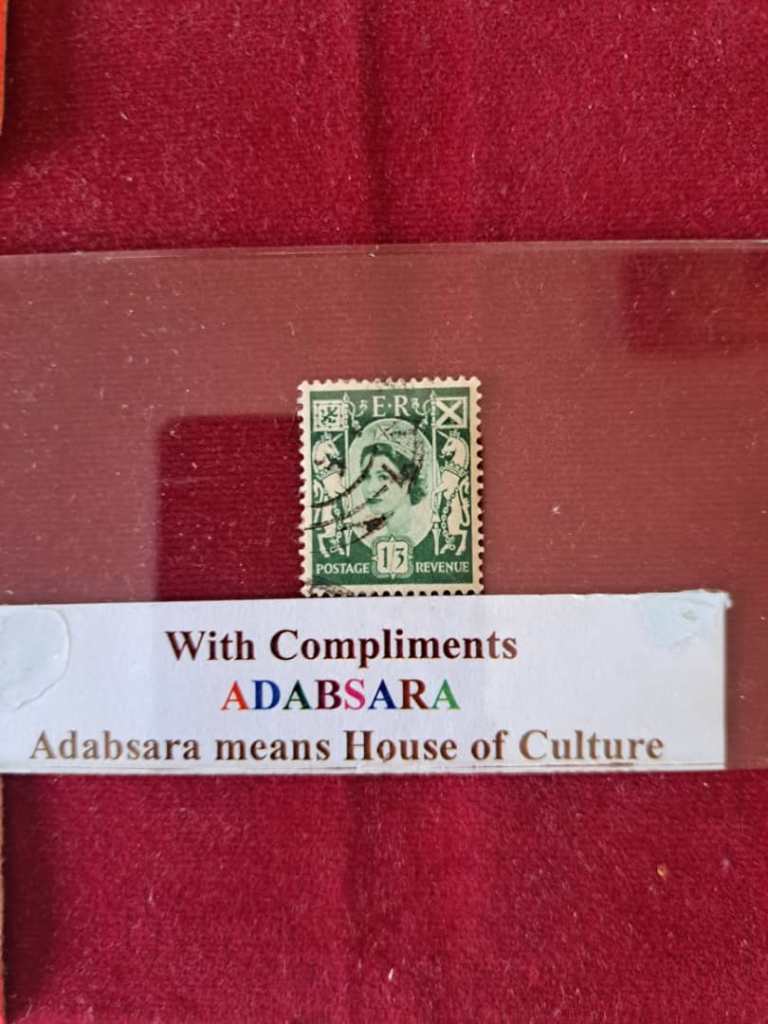 E R
1/3
POSTAGE REVENUE
With Compliments
ADABSARA
Adabsara means House of Culture